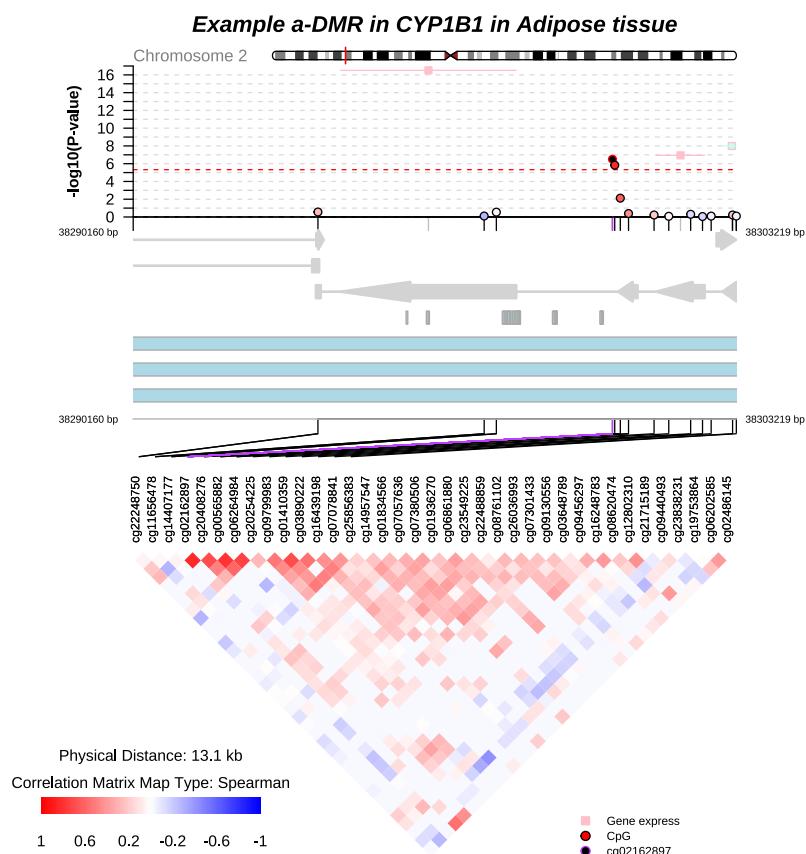 Example a-DMR in CYP1B1 in Adipose tissue
Chromosome 2
-log10(P-value)
16
14
12
10
8
6
4
2
0
38290160 bp
38303219 bp
38290160 bp
38303219 bp
cg22248750
cg11656478
cg14407177
cg02162897
cg20408276
cg00565882
cg06264984
cg20254225
cg09799983
cg01410359
cg03890222
cg16439198
cg07078841
cg25856383
cg14957547
cg01834566
cg07057636
cg07380506
cg01936270
cg06861880
cg23549225
cg22488859
cg08761102
cg26036993
cg07301433
cg09130556
cg03648789
cg09456297
cg16248783
cg08620474
cg12802310
cg21715189
cg09440493
cg23838231
cg19753864
cg06202585
cg02486145
Physical Distance: 13.1 kb
Correlation Matrix Map Type: Spearman
1 0.6 0.2 -0.2 -0.6 -1
Gene express
CpG
cg02162897